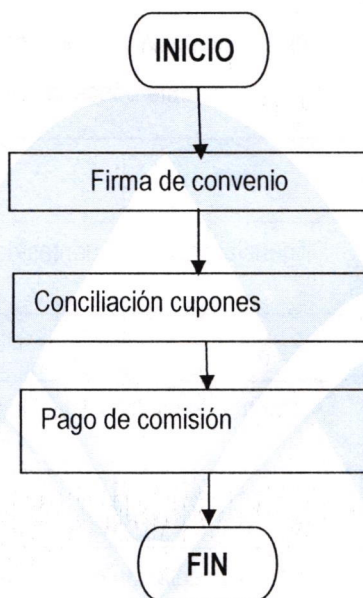 INICIO
Firma de convenio
Conciliación cupones
Pago de comisión
FIN